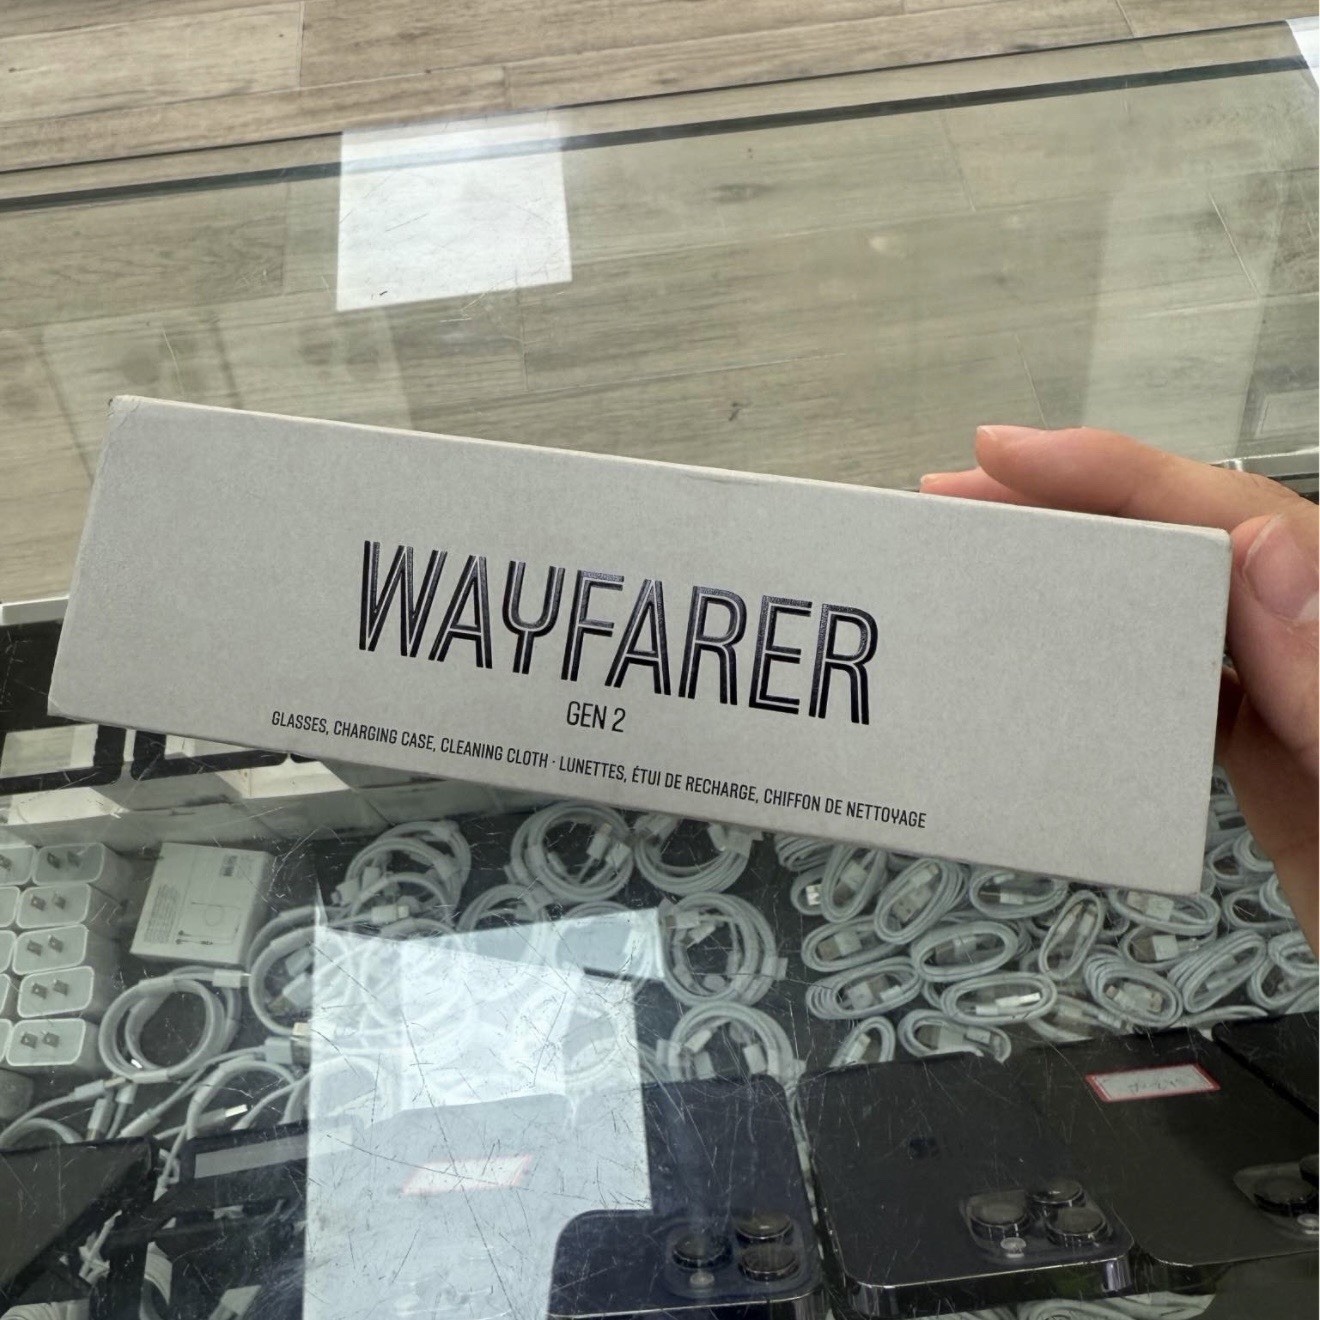 WAYFARER
GEN 2
GLASSES, CHARGING CASE, CLEANING CLOTH · LUNETTES, ÉTUI DE RECHARGE, CHIFFON DE NETTOYAGE